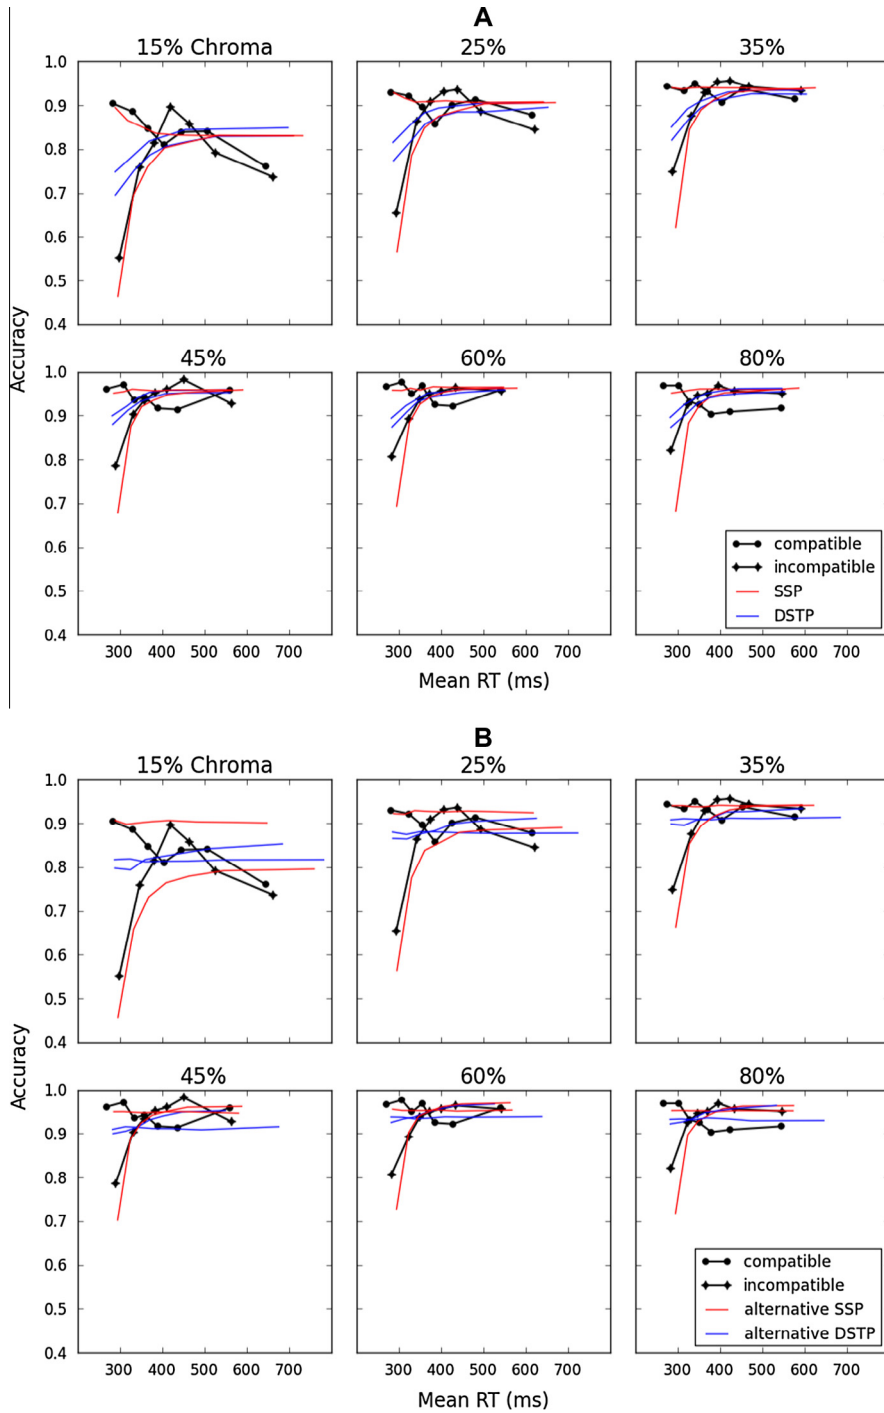 A
15% Chroma 25% 35%
1.0
0.9
0.8
0.7
0.6
0.5
0.4
45% 60% 80%
1.0
0.9
0.8
0.7
0.6
0.5
0.4
Accuracy
compatible
incompatible
SSP
DSTP
300 400 500 600 700 300 400 500 600 700 300 400 500 600 700
Mean RT (ms)
B
15% Chroma 25% 35%
1.0
0.9
0.8
0.7
0.6
0.5
0.4
45% 60% 80%
1.0
0.9
0.8
0.7
0.6
0.5
0.4
Accuracy
compatible
incompatible
alternative SSP
alternative DSTP
300 400 500 600 700 300 400 500 600 700 300 400 500 600 700
Mean RT (ms)